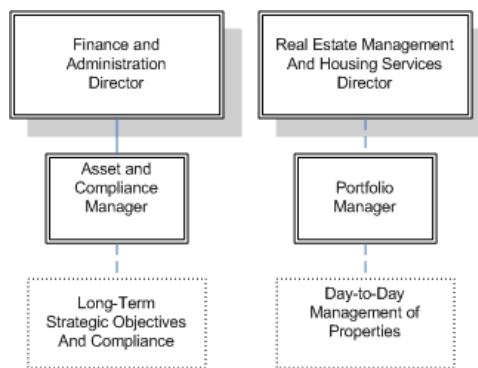 Finance and
Administration
Director
Real Estate Management
And Housing Services
Director
Asset and
Compliance
Manager
Portfolio
Manager
Long-Term
Strategic Objectives
And Compliance
Day-to-Day
Management of
Properties